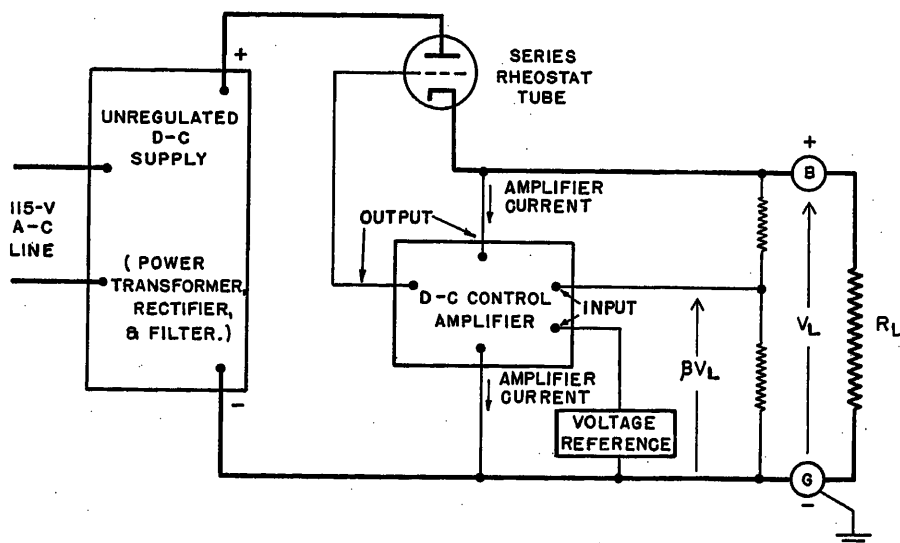 +
SERIES
RHEOSTAT
TUBE
UNREGULATED
D-C
SUPPLY
115-V
A-C
LINE
(POWER
TRANSFORMER,
RECTIFIER,
& FILTER.)
-
AMPLIFIER
CURRENT
OUTPUT
D-C CONTROL
AMPLIFIER
INPUT
AMPLIFIER
CURRENT
VOLTAGE
REFERENCE
βVL
+
B
VL
RL
G
-